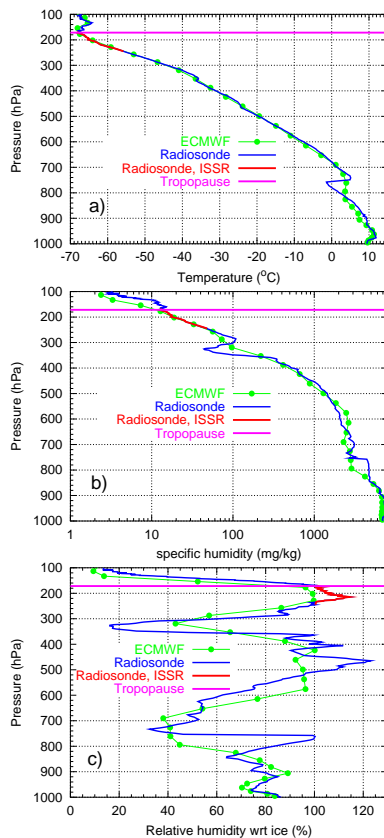 100
200
300
400
500
600
700
800
900
1000
Pressure (hPa)
ECMWF
Radiosonde
Radiosonde, ISSR
Tropopause
a)
-70 -60 -50 -40 -30 -20 -10 0 10
Temperature (°C)
100
200
300
400
500
600
700
800
900
1000
Pressure (hPa)
ECMWF
Radiosonde
Radiosonde, ISSR
Tropopause
b)
1 10 100 1000
specific humidity (mg/kg)
100
200
300
400
500
600
700
800
900
1000
Pressure (hPa)
ECMWF
Radiosonde
Radiosonde, ISSR
Tropopause
c)
0 20 40 60 80 100 120
Relative humidity wrt ice (%)